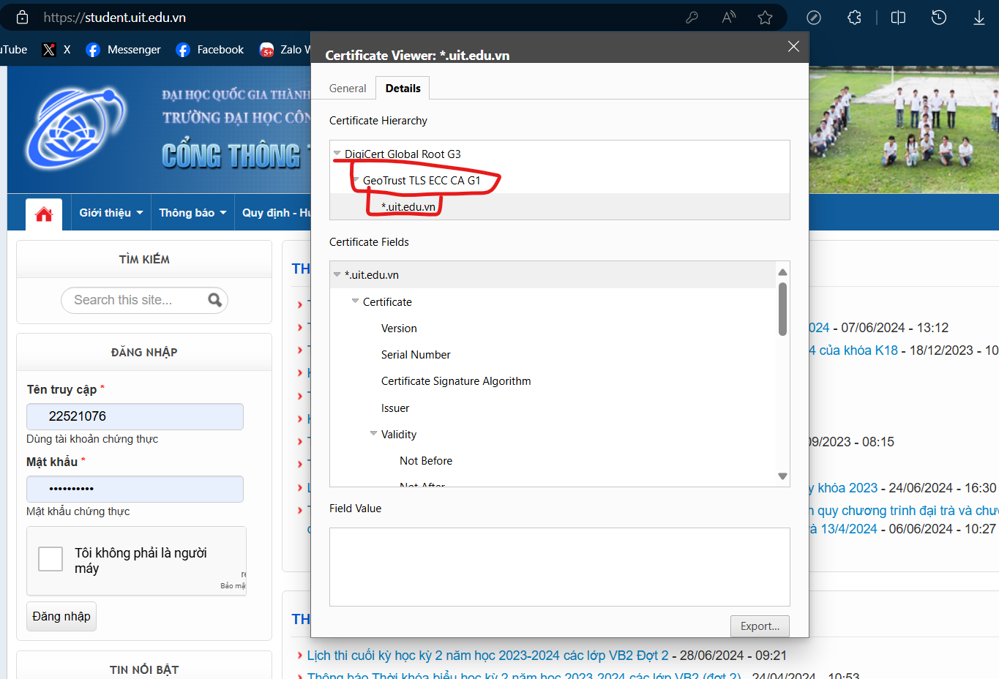 https://student.uit.edu.vn
uTube X Messenger Facebook Zalo W
ĐẠI HỌC QUỐC GIA THÀNH
TRƯỜNG ĐẠI HỌC CÔN
CỔNG THÔNG T
Giới thiệu Thông báo Quy định - Hư
TÌM KIẾM
Search this site...
ĐĂNG NHẬP
Tên truy cập *
22521076
Dùng tài khoản chứng thực
Mật khẩu *
••••••••••
Mật khẩu chứng thực
Tôi không phải là người
máy
re
Bảo mậ
Đăng nhập
TIN NỔI BẬT
Certificate Viewer: *.uit.edu.vn
General Details
Certificate Hierarchy
DigiCert Global Root G3
GeoTrust TLS ECC CA G1
*.uit.edu.vn
Certificate Fields
*.uit.edu.vn
Certificate
Version
Serial Number
Certificate Signature Algorithm
Issuer
Validity
Not Before
Not After
Field Value
Export...
TH
024 - 07/06/2024 - 13:12
4 của khóa K18 - 18/12/2023 - 10
09/2023 - 08:15
y khóa 2023 - 24/06/2024 - 16:30
n quy chương trình đại trà và chươ
rà 13/4/2024 - 06/06/2024 - 10:27
TH
Lịch thi cuối kỳ học kỳ 2 năm học 2023-2024 các lớp VB2 Đợt 2 - 28/06/2024 - 09:21
Thông báo Thời khóa biểu học kỳ 2 năm học 2023-2024 các lớp VB2 (đợt 2) - 24/04/2024 - 10:53